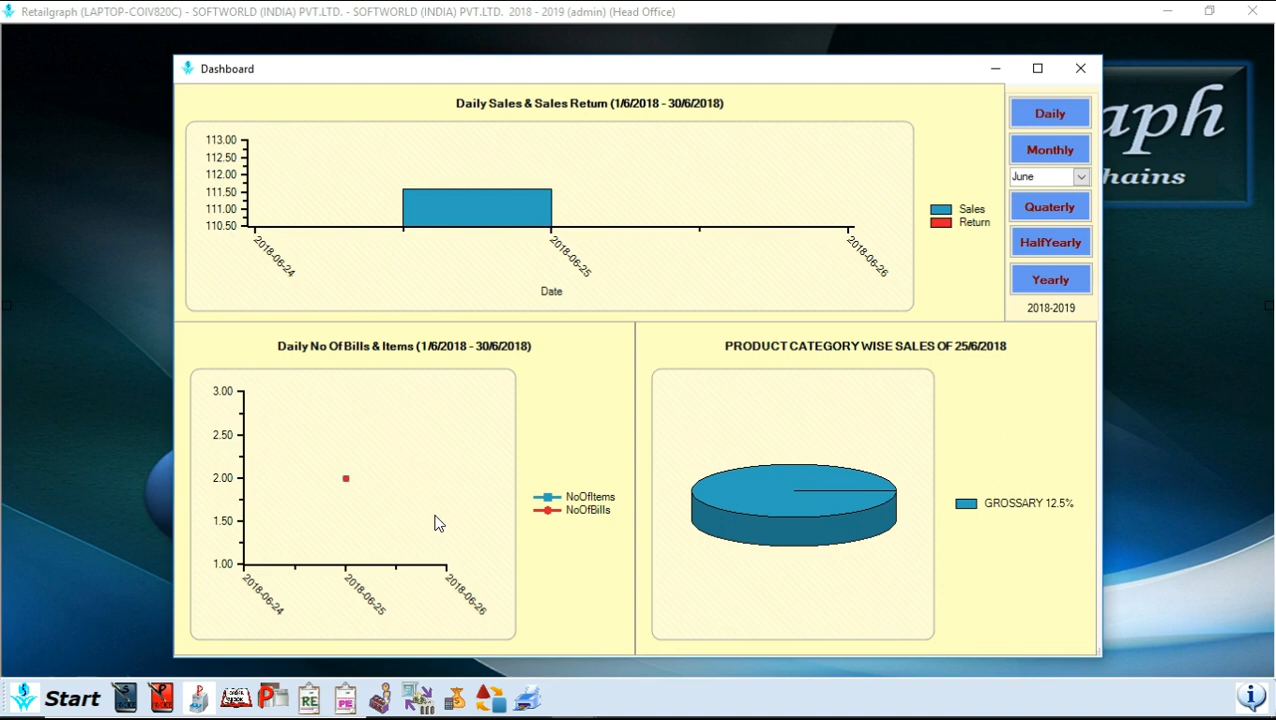 Retailgraph (LAPTOP-COIV820C) - SOFTWORLD (INDIA) PVT.LTD. - SOFTWORLD (INDIA) PVT.LTD.  2018 - 2019 (admin) (Head Office)
Dashboard
Daily Sales & Sales Return (1/6/2018 - 30/6/2018)
113.00
112.50
112.00
111.50
111.00
110.50
2018-06-24
2018-06-25
2018-06-26
Date
Sales
Return
Daily
Monthly
June
Quaterly
HalfYearly
Yearly
2018-2019
aph
hains
Daily No Of Bills & Items (1/6/2018 - 30/6/2018)
3.00
2.50
2.00
1.50
1.00
2018-06-24
2018-06-25
2018-06-26
NoOfItems
NoOfBills
PRODUCT CATEGORY WISE SALES OF 25/6/2018
GROSSARY 12.5%
Start
P
P
RE
PE